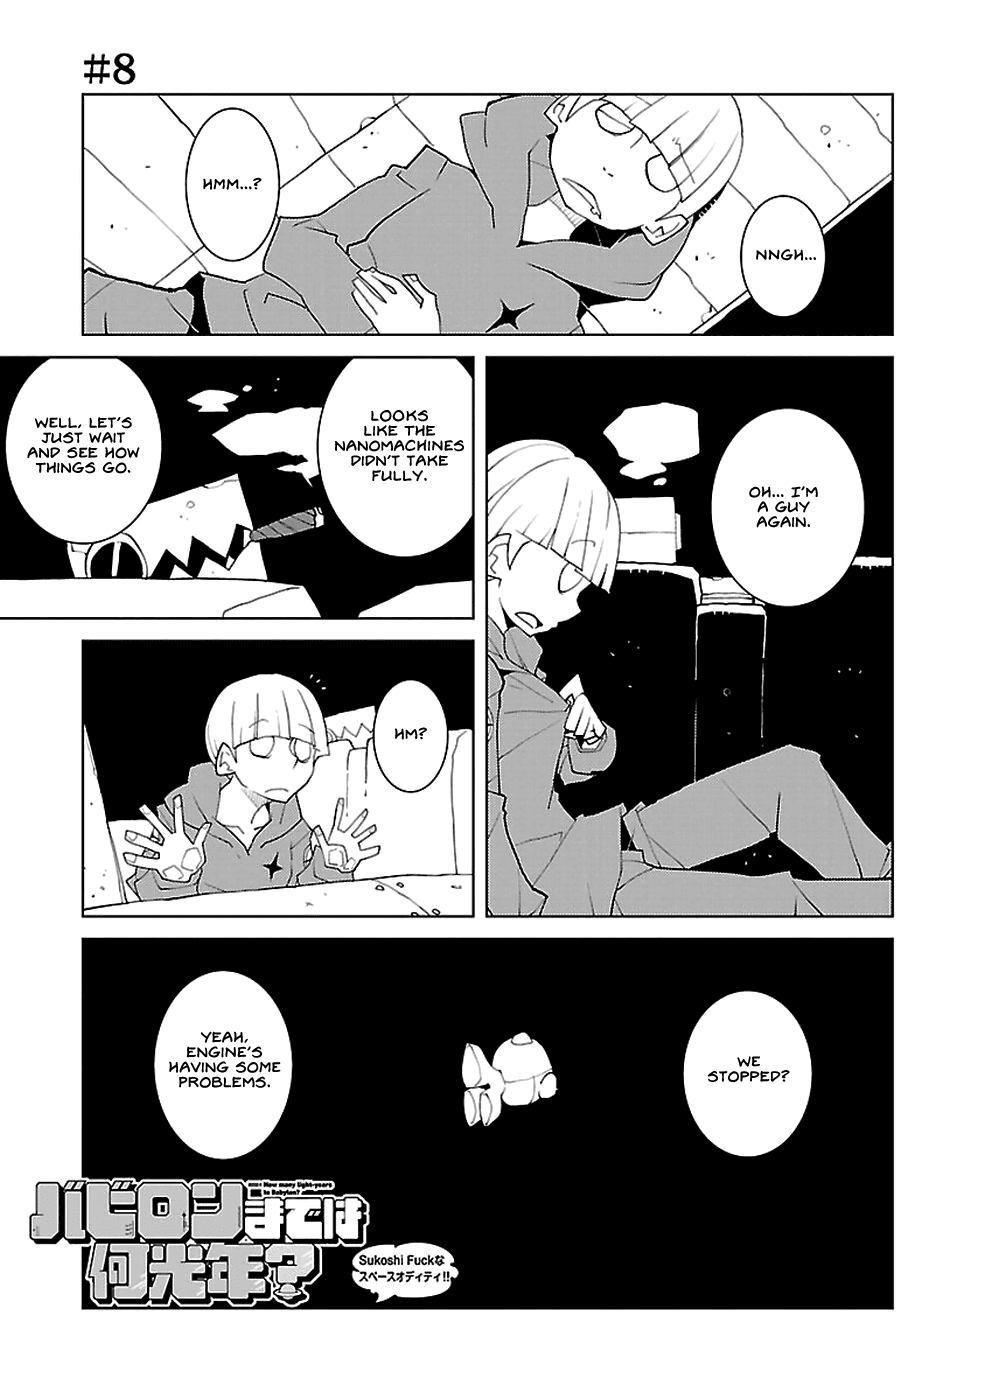 #8
NNGH...
HMM...?
OH... I'M
A GUY
AGAIN.
LOOKS
LIKE THE
NANOMACHINES
DIDN'T TAKE
FULLY.
WELL, LET'S
JUST WAIT
AND SEE HOW
THINGS GO.
HM?
WE
STOPPED?
YEAH,
ENGINE'S
HAVING SOME
PROBLEMS.
How many light-years
to Babylon?
バビロンまでは
何光年?
Sukoshi Fuckな
スペースオディティ!!